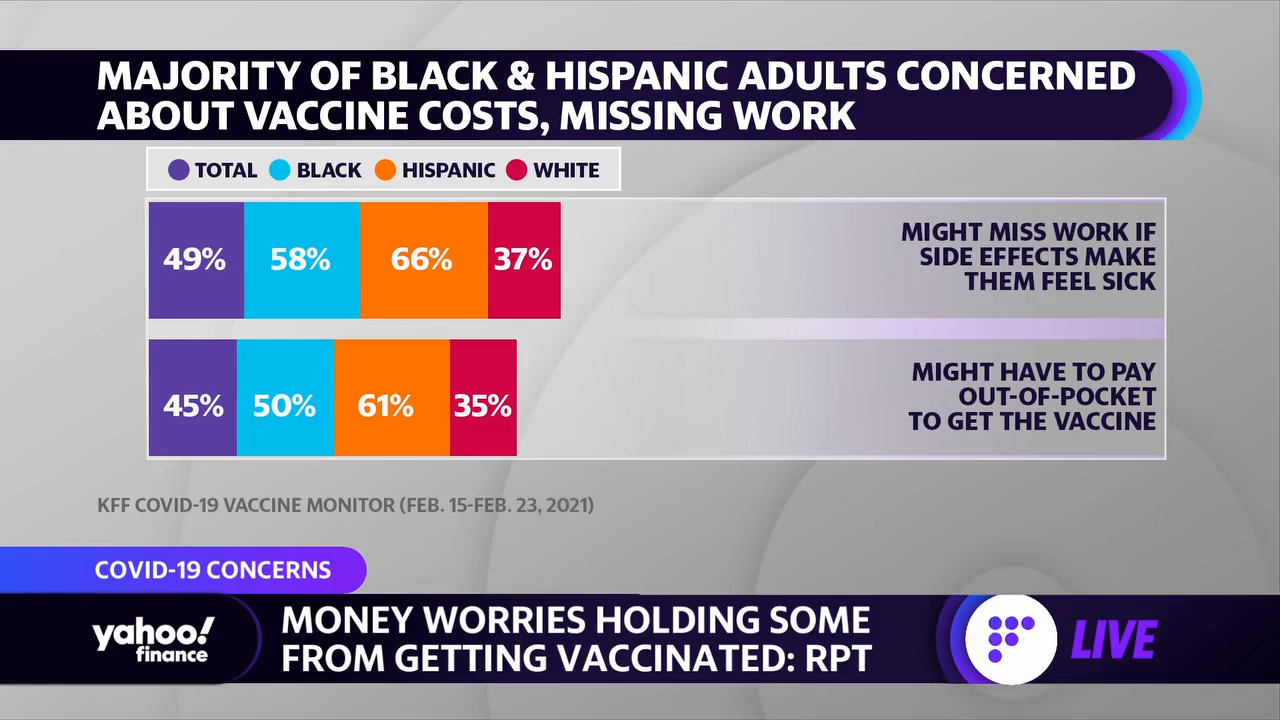 MAJORITY OF BLACK & HISPANIC ADULTS CONCERNED
ABOUT VACCINE COSTS, MISSING WORK
TOTAL BLACK HISPANIC WHITE
49% 58% 66% 37%
MIGHT MISS WORK IF
SIDE EFFECTS MAKE
THEM FEEL SICK
45% 50% 61% 35%
MIGHT HAVE TO PAY
OUT-OF-POCKET
TO GET THE VACCINE
KFF COVID-19 VACCINE MONITOR (FEB. 15-FEB. 23, 2021)
COVID-19 CONCERNS
yahoo!
finance
MONEY WORRIES HOLDING SOME
FROM GETTING VACCINATED: RPT
LIVE